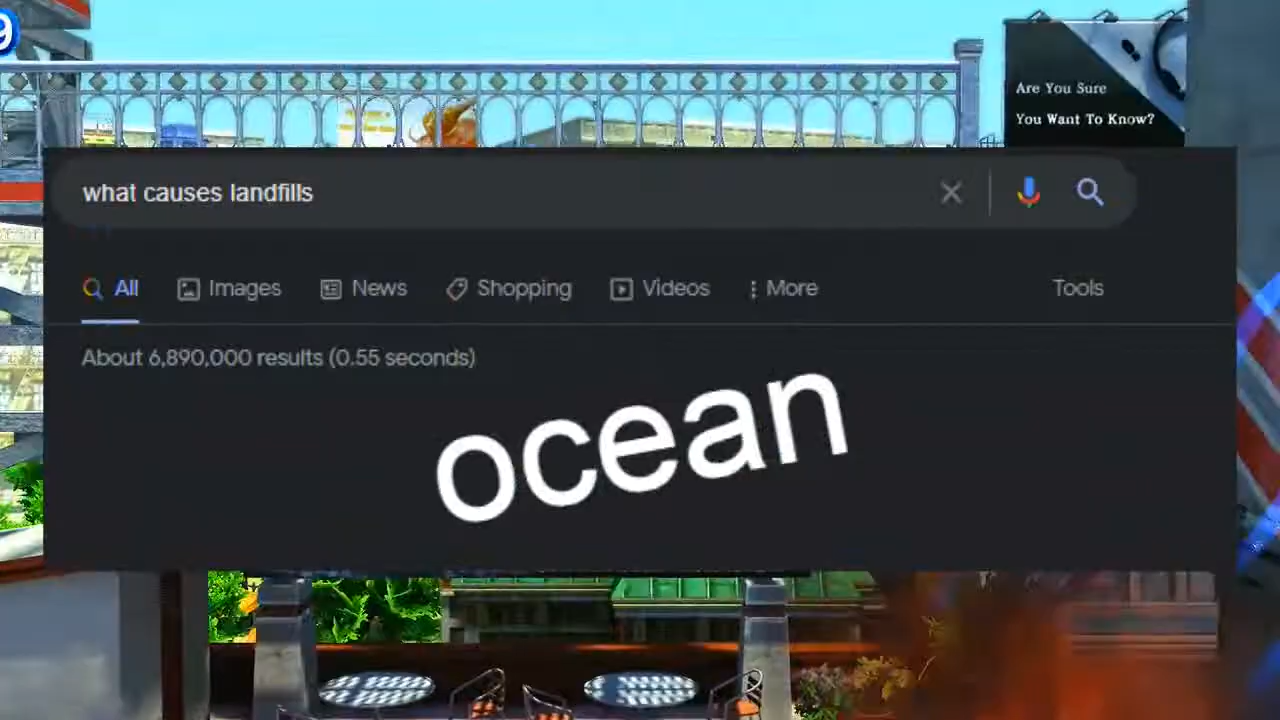 9
Are You Sure
You Want To Know?
what causes landfills
All Images News Shopping Videos More Tools
About 6,890,000 results (0.55 seconds)
ocean